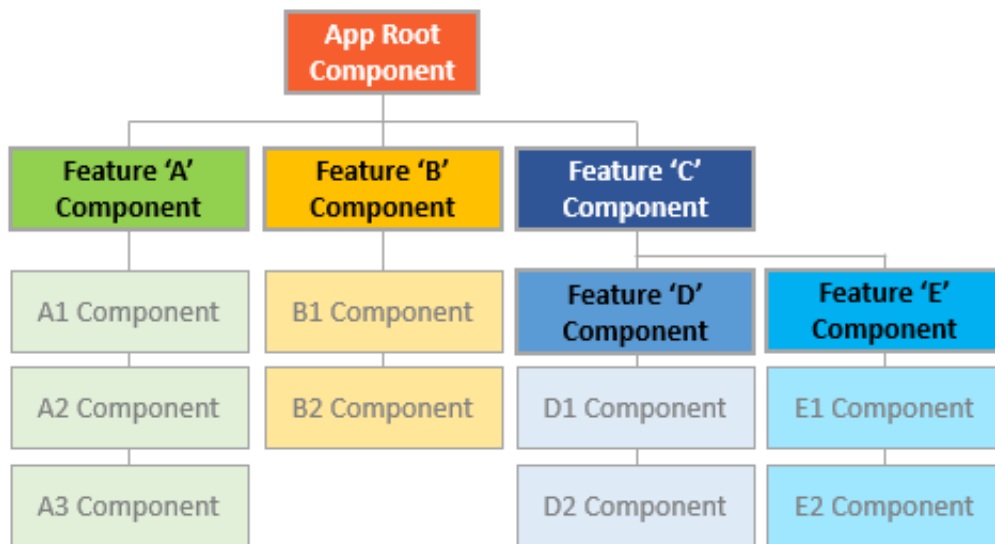 App Root
Component
Feature ‘A’
Component
Feature ‘B’
Component
Feature ‘C’
Component
A1 Component
B1 Component
Feature ‘D’
Component
Feature ‘E’
Component
A2 Component
B2 Component
D1 Component
E1 Component
A3 Component
D2 Component
E2 Component